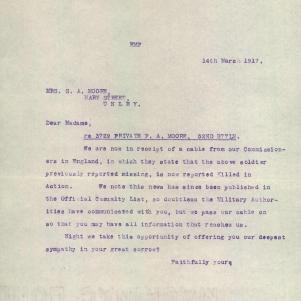 EMF
14th March 1917.
MRS. G. A. MOORE,
MARY STREET,
U N L E Y.
Dear Madame,
re 3729 PRIVATE P. A. MOORE, 52ND BTTLN.
We are now in receipt of a cable from our Commission-
ers in England, in which they state that the above soldier
previously reported missing, is now reported Killed in
Action. We note this news has since been published in
the Official Casualty List, so doubtless the Military Author-
ities have communicated with you, but we pass our cable on
so that you may have all information that reaches us.
Might we take this opportunity of offering you our deepest
sympathy in your great sorrow?
Faithfully yours